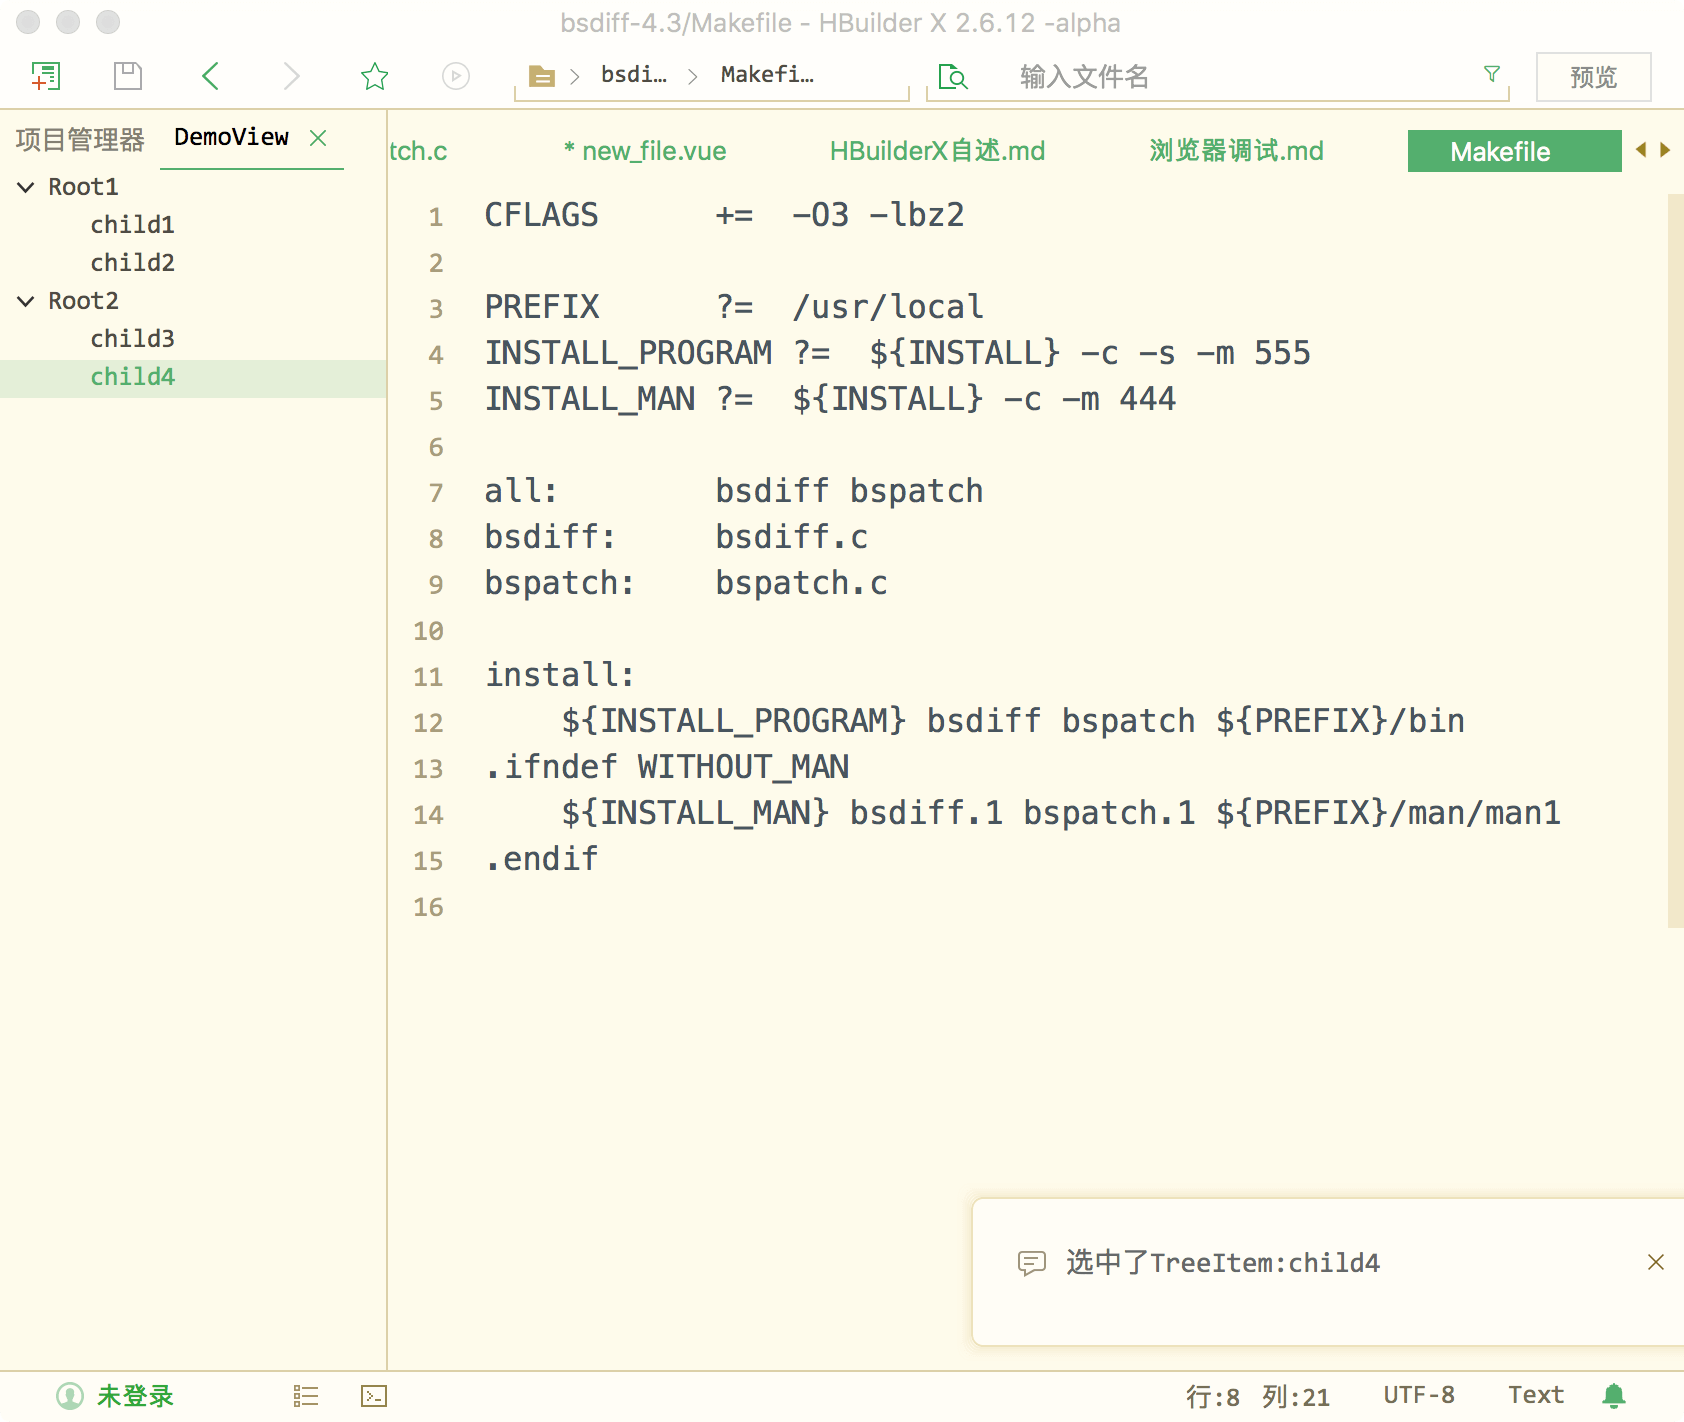 bsdiff-4.3/Makefile - HBuilder X 2.6.12 -alpha
bsdi... Makefi... 输入文件名 预览
项目管理器 DemoView
tch.c * new_file.vue HBuilderX自述.md 浏览器调试.md Makefile
Root1
child1
child2
Root2
child3
child4
1 CFLAGS += -O3 -lbz2
2
3 PREFIX ?= /usr/local
4 INSTALL_PROGRAM ?= ${INSTALL} -c -s -m 555
5 INSTALL_MAN ?= ${INSTALL} -c -m 444
6
7 all: bsdiff bspatch
8 bsdiff: bsdiff.c
9 bspatch: bspatch.c
10
11 install:
12 ${INSTALL_PROGRAM} bsdiff bspatch ${PREFIX}/bin
13 .ifndef WITHOUT_MAN
14 ${INSTALL_MAN} bsdiff.1 bspatch.1 ${PREFIX}/man/man1
15 .endif
16
选中了TreeItem:child4
未登录 行:8 列:21 UTF-8 Text